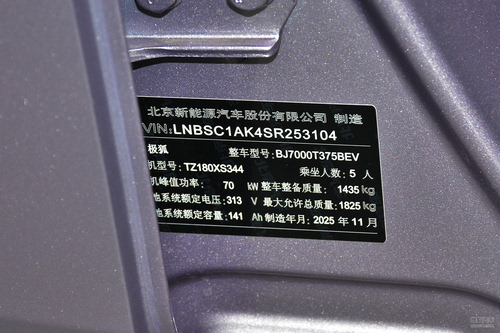 北京新能源汽车股份有限公司 制造
VIN:LNBSC1AK4SR253104
极狐 整车型号:BJ7000T375BEV
机型号:TZ180XS344 乘坐人数:5 人
机峰值功率: 70 kW 整车整备质量: 1435 kg
池系统额定电压:313 V 最大允许总质量:1825 kg
池系统额定容量:141 Ah 制造年月:2025 年 11 月